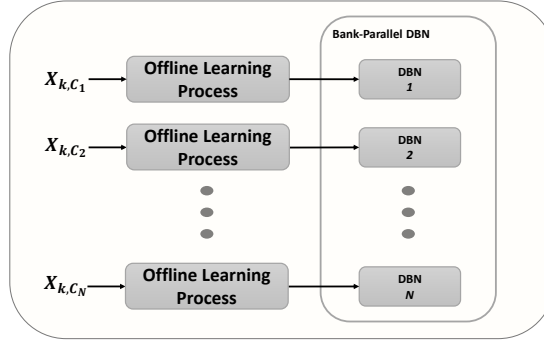 Bank-Parallel DBN
X_{k,C_1}
Offline Learning
Process
DBN
1
X_{k,C_2}
Offline Learning
Process
DBN
2
X_{k,C_N}
Offline Learning
Process
DBN
N